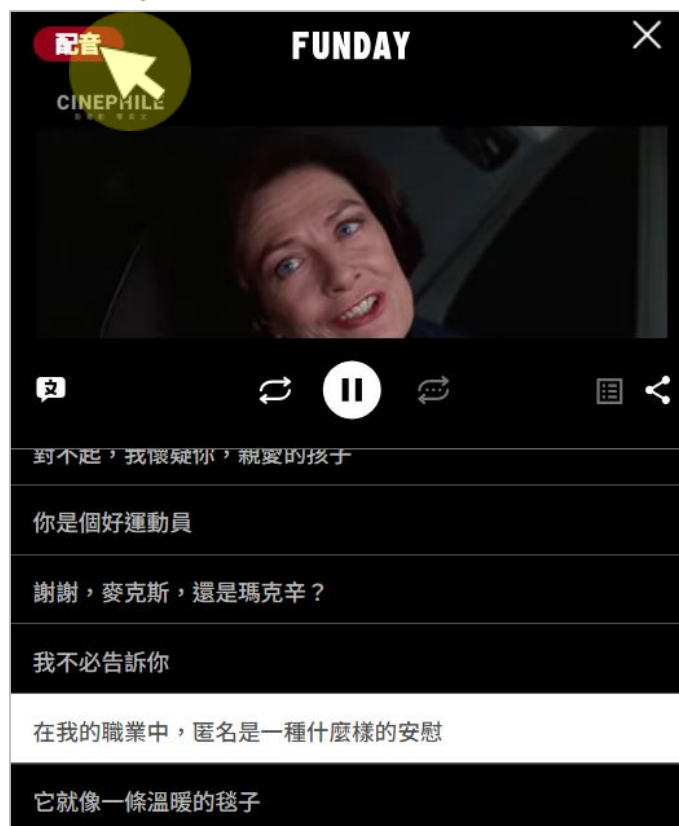 配音
FUNDAY
CINEPHILE
文
對不起,我懷疑你,親愛的孩子
你是個好運動員
謝謝,麥克斯,還是瑪克辛?
我不必告訴你
在我的職業中,匿名是一種什麼樣的安慰
它就像一條溫暖的毯子